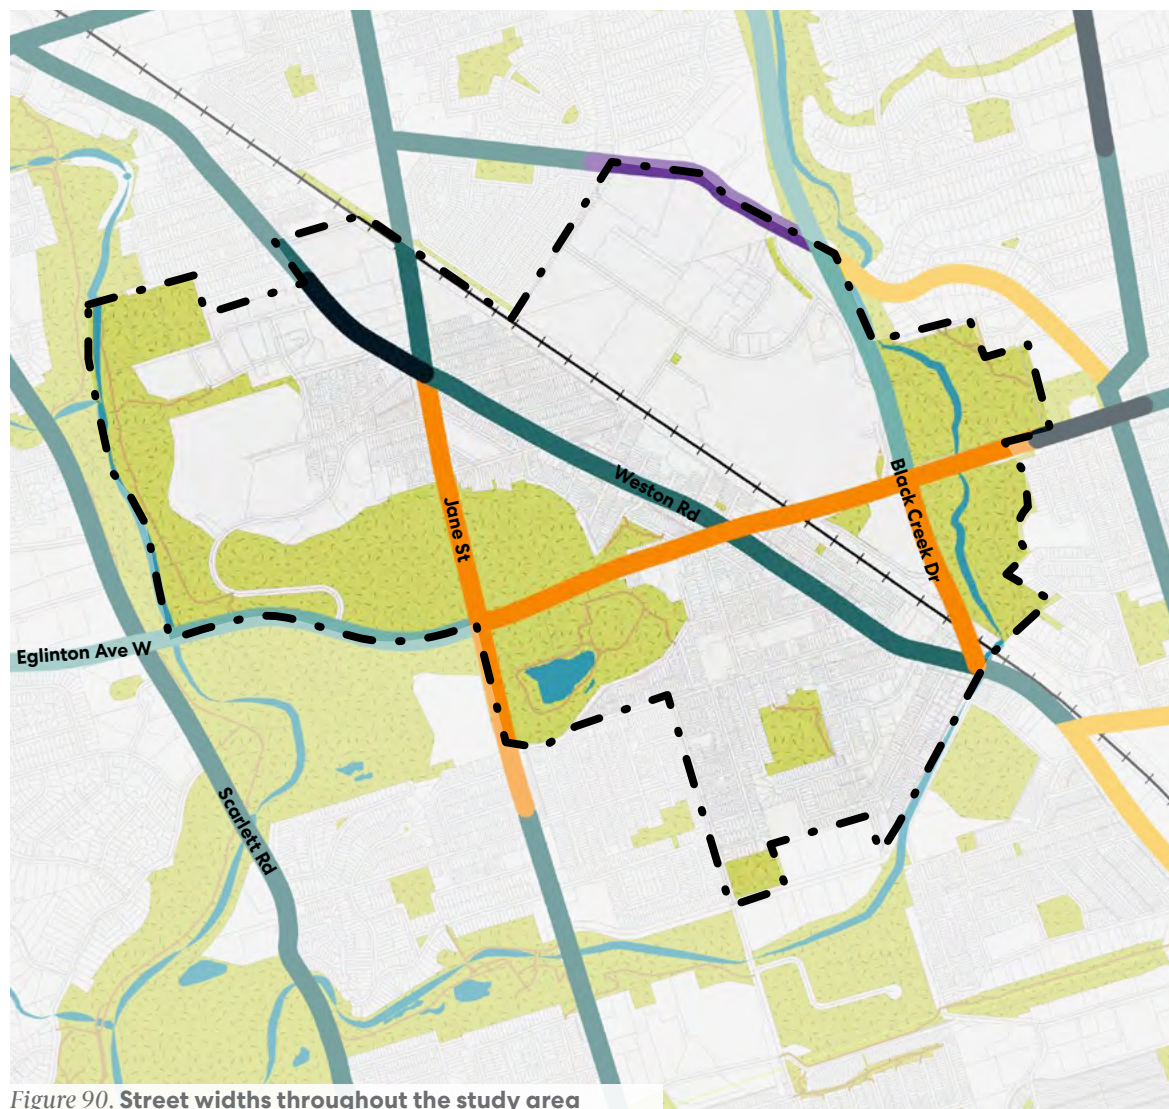 Weston Rd
Black Creek Dr
Jane St
Eglinton Ave W
Scarlett Rd
Figure 90. Street widths throughout the study area